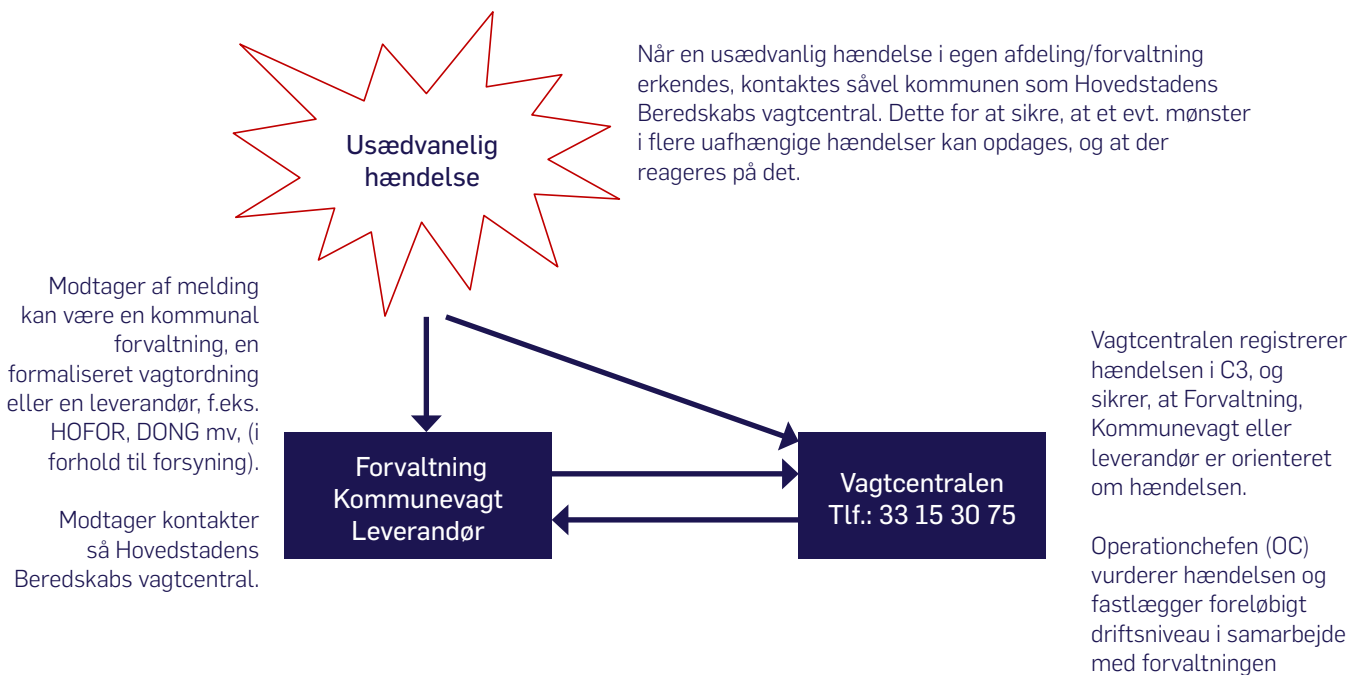 Når en usædvanlig hændelse i egen afdeling/forvaltning
erkendes, kontaktes såvel kommunen som Hovedstadens
Beredskabs vagtcentral. Dette for at sikre, at et evt. mønster
i flere uafhængige hændelser kan opdages, og at der
reageres på det.
Usædvanelig
hændelse
Modtager af melding
kan være en kommunal
forvaltning, en
formaliseret vagtordning
eller en leverandør, f.eks.
HOFOR, DONG mv, (i
forhold til forsyning).
Modtager kontakter
så Hovedstadens
Beredskabs vagtcentral.
Forvaltning
Kommunevagt
Leverandør
Vagtcentralen
Tlf.: 33 15 30 75
Vagtcentralen registrerer
hændelsen i C3, og
sikrer, at Forvaltning,
Kommunevagt eller
leverandør er orienteret
om hændelsen.
Operationchefen (OC)
vurderer hændelsen og
fastlægger foreløbigt
driftsniveau i samarbejde
med forvaltningen